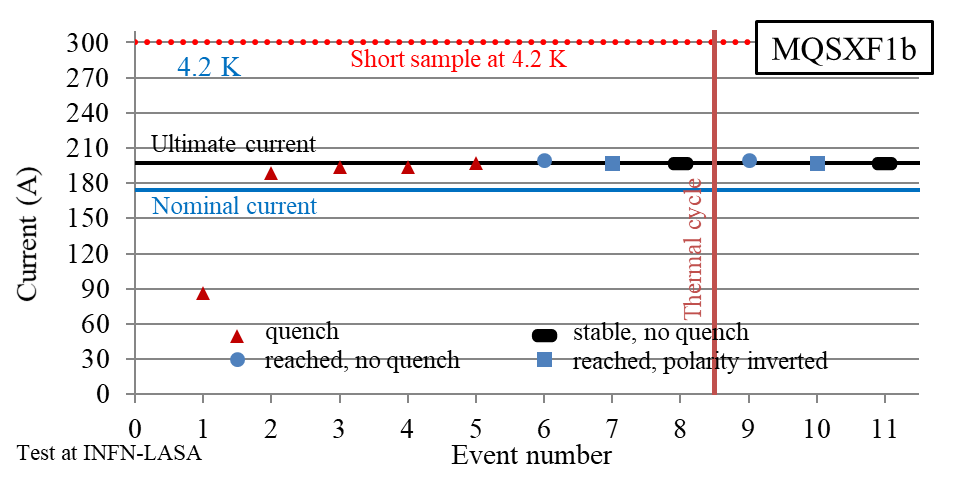 MQSXF1b
300
270
240
210
180
150
120
90
60
30
0
Current (A)
4.2 K
Short sample at 4.2 K
Ultimate current
Nominal current
Thermal cycle
quench
stable, no quench
reached, no quench
reached, polarity inverted
0 1 2 3 4 5 6 7 8 9 10 11
Event number
Test at INFN-LASA